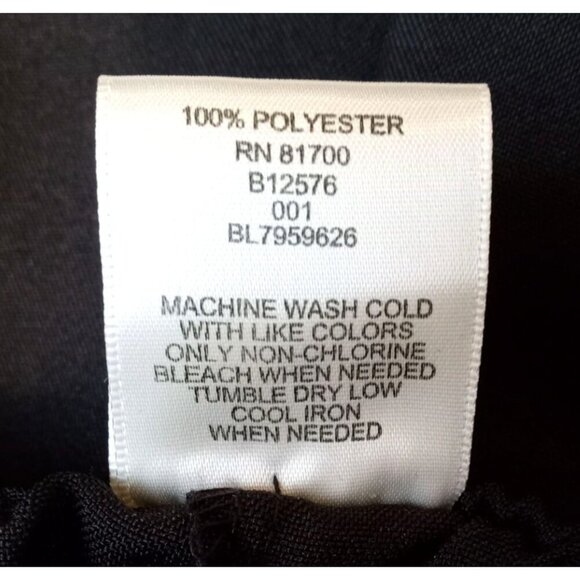 100% POLYESTER
RN 81700
B12576
001
BL7959626
MACHINE WASH COLD
WITH LIKE COLORS
ONLY NON-CHLORINE
BLEACH WHEN NEEDED
TUMBLE DRY LOW
COOL IRON
WHEN NEEDED